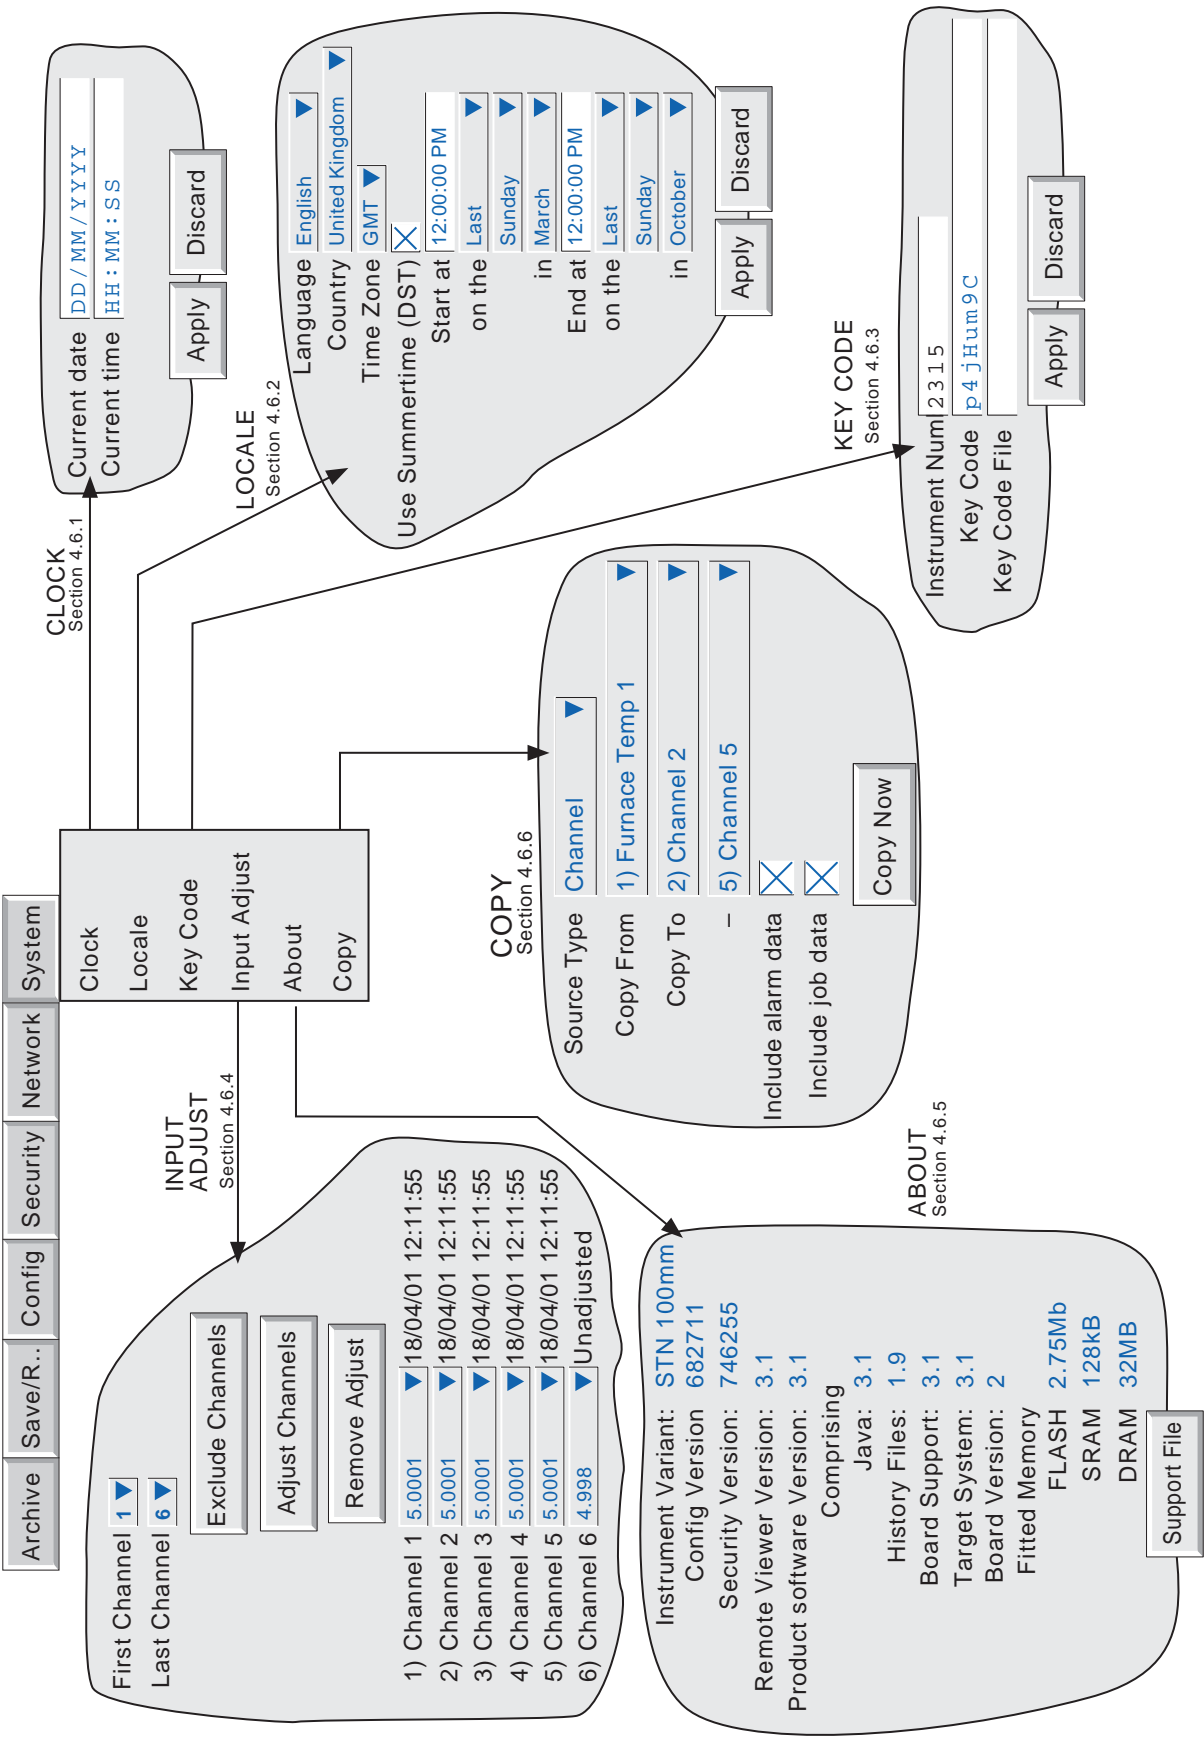 Archive
Save/R..
Config
Security
Network
System
Clock
Locale
Key Code
Input Adjust
About
Copy
INPUT
ADJUST
Section 4.6.4
First Channel 1
Last Channel 6
Exclude Channels
Adjust Channels
Remove Adjust
1) Channel 1 5.0001 18/04/01 12:11:55
2) Channel 2 5.0001 18/04/01 12:11:55
3) Channel 3 5.0001 18/04/01 12:11:55
4) Channel 4 5.0001 18/04/01 12:11:55
5) Channel 5 5.0001 18/04/01 12:11:55
6) Channel 6 4.998 Unadjusted
CLOCK
Section 4.6.1
Current date DD/MM/YYYY
Current time HH:MM:SS
Apply Discard
LOCALE
Section 4.6.2
Language English
Country United Kingdom
Time Zone GMT
Use Summertime (DST)
Start at 12:00:00 PM
on the Last
Sunday
in March
End at 12:00:00 PM
on the Last
Sunday
in October
Apply Discard
COPY
Section 4.6.6
Source Type Channel
Copy From 1) Furnace Temp 1
Copy To 2) Channel 2
– 5) Channel 5
Include alarm data
Include job data
Copy Now
ABOUT
Section 4.6.5
Instrument Variant: STN 100mm
Config Version 682711
Security Version: 746255
Remote Viewer Version: 3.1
Product software Version: 3.1
Comprising
Java: 3.1
History Files: 1.9
Board Support: 3.1
Target System: 3.1
Board Version: 2
Fitted Memory
FLASH 2.75Mb
SRAM 128kB
DRAM 32MB
Support File
KEY CODE
Section 4.6.3
Instrument Num 2315
Key Code p4jHum9C
Key Code File
Apply Discard